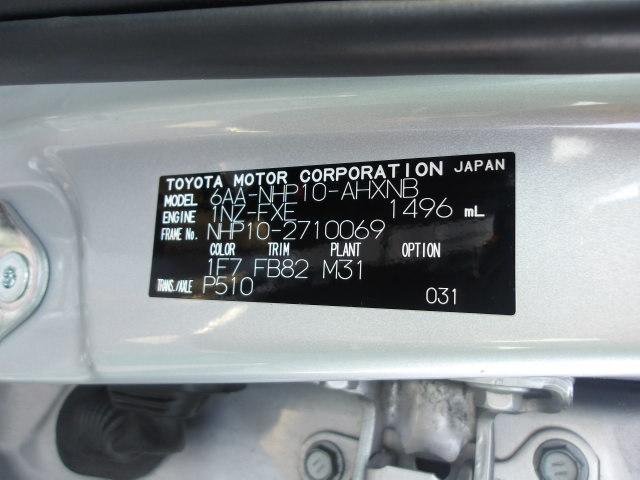 TOYOTA MOTOR CORPORATION JAPAN
MODEL 6AA-NHP10-AHXNB
ENGINE 1NZ-FXE 1496 mL
FRAME No. NHP10-2710069
COLOR TRIM PLANT OPTION
1F7 FB82 M31
TRANS./AXLE P510
031